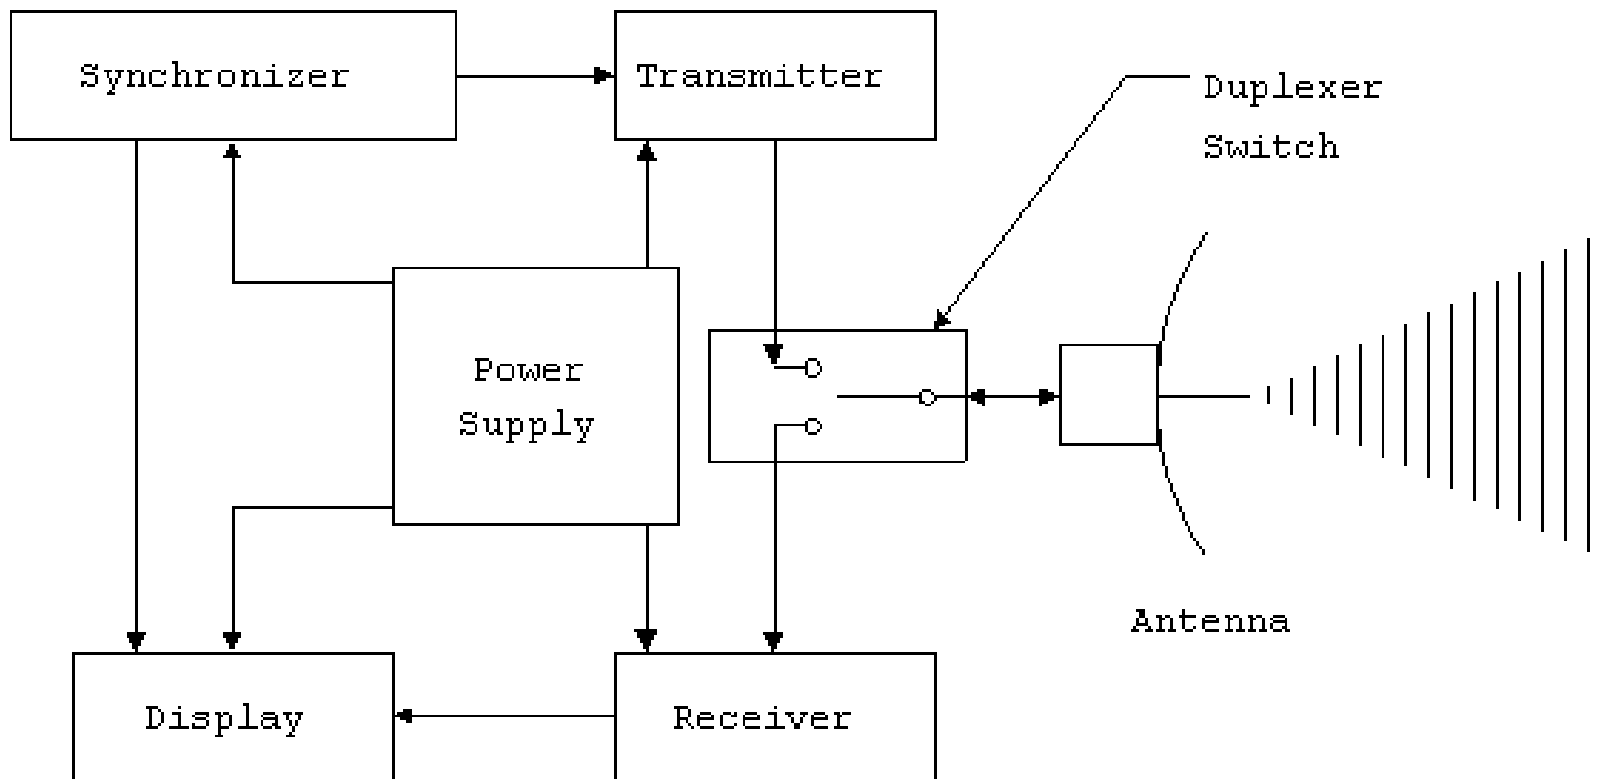 Synchronizer
Transmitter
Duplexer
Switch
Power
Supply
Antenna
Display
Receiver